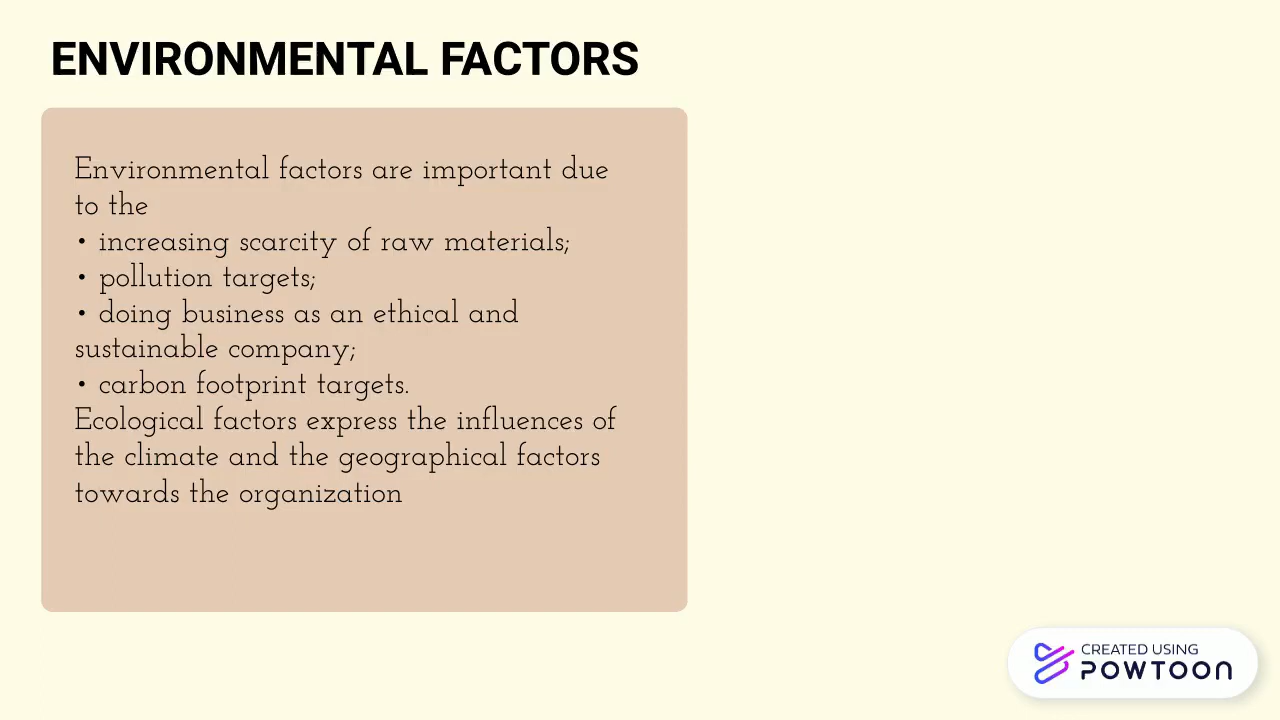 ENVIRONMENTAL FACTORS
Environmental factors are important due
to the
• increasing scarcity of raw materials;
• pollution targets;
• doing business as an ethical and
sustainable company;
• carbon footprint targets.
Ecological factors express the influences of
the climate and the geographical factors
towards the organization
CREATED USING
POWTOON